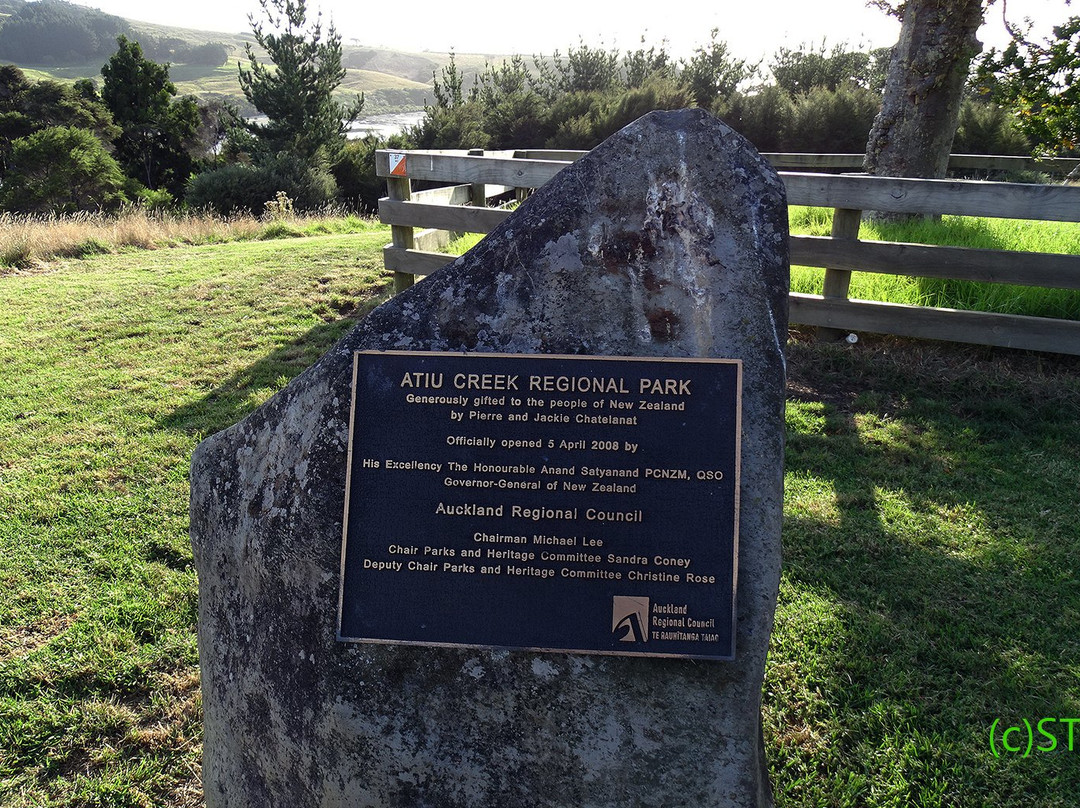 37
ATIU CREEK REGIONAL PARK
Generously gifted to the people of New Zealand
by Pierre and Jackie Chatelanat
Officially opened 5 April 2008 by
His Excellency The Honourable Anand Satyanand PCNZM, QSO
Governor-General of New Zealand
Auckland Regional Council
Chairman Michael Lee
Chair Parks and Heritage Committee Sandra Coney
Deputy Chair Parks and Heritage Committee Christine Rose
Auckland
Regional Council
TE RAUHĪTANGA TAIAO
(c)ST